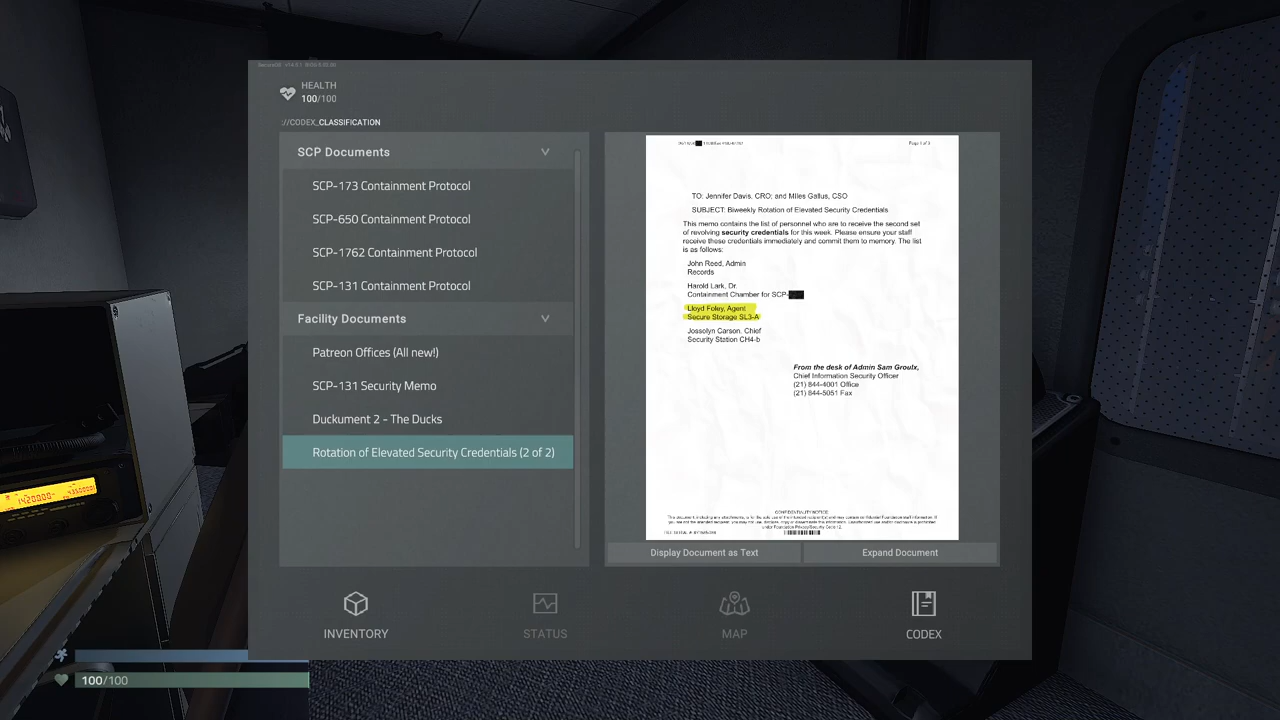 HEALTH
100/100
://CODEX_CLASSIFICATION
SCP Documents
SCP-173 Containment Protocol
SCP-650 Containment Protocol
SCP-1762 Containment Protocol
SCP-131 Containment Protocol
Facility Documents
Patreon Offices (All new!)
SCP-131 Security Memo
Duckument 2 - The Ducks
Rotation of Elevated Security Credentials (2 of 2)
TO: Jennifer Davis, CRO; and Miles Gallus, CSO
SUBJECT: Biweekly Rotation of Elevated Security Credentials
This memo contains the list of personnel who are to receive the second set
of revolving security credentials for this week. Please ensure your staff
receive these credentials immediately and commit them to memory. The list
is as follows:
John Reed, Admin
Records
Harold Lark, Dr.
Containment Chamber for SCP-
Lloyd Foley, Agent
Secure Storage SL3-A
Jossolyn Carson, Chief
Security Station CH4-b
From the desk of Admin Sam Groulx,
Chief Information Security Officer
(21) 844-4001 Office
(21) 844-5051 Fax
CONFIDENTIALITY NOTICE
Display Document as Text
Expand Document
INVENTORY
STATUS
MAP
CODEX
100/100